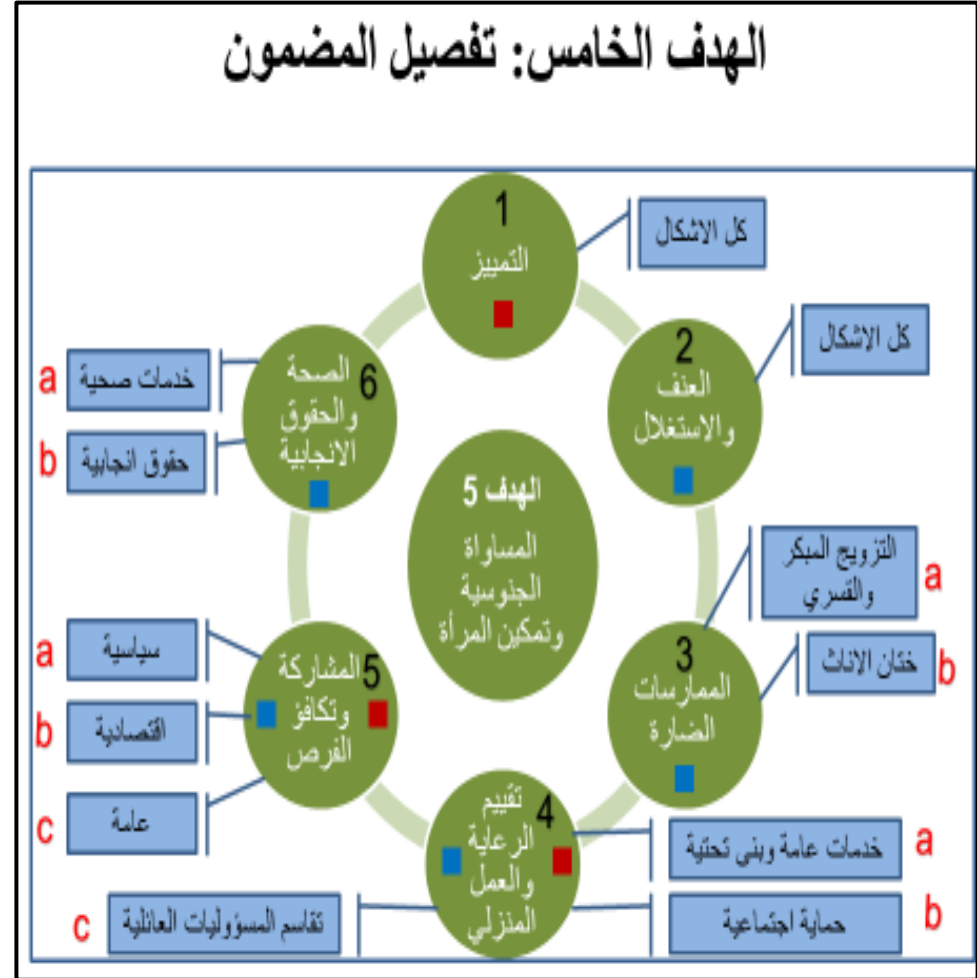 الهدف الخامس: تفصيل المضمون
1
التمييز
كل الاشكال
2
العنف
والاستغلال
كل الاشكال
3
الممارسات
الضارة
التزويج المبكر
والقسري
a
ختان الاناث
b
4
تقييم
الرعاية
والعمل
المنزلي
خدمات عامة وبنى تحتية
a
حماية اجتماعية
b
تقاسم المسؤوليات العائلية
c
5
المشاركة
وتكافؤ
الفرص
سياسية
a
اقتصادية
b
عامة
c
6
الصحة
والحقوق
الانجابية
خدمات صحية
a
حقوق انجابية
b
الهدف 5
المساواة
الجنوسية
وتمكين المرأة